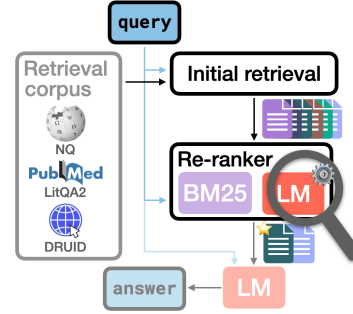 query
Retrieval
corpus
NQ
PubMed
LitQA2
DRUID
Initial retrieval
Re-ranker
BM25
LM
LM
answer